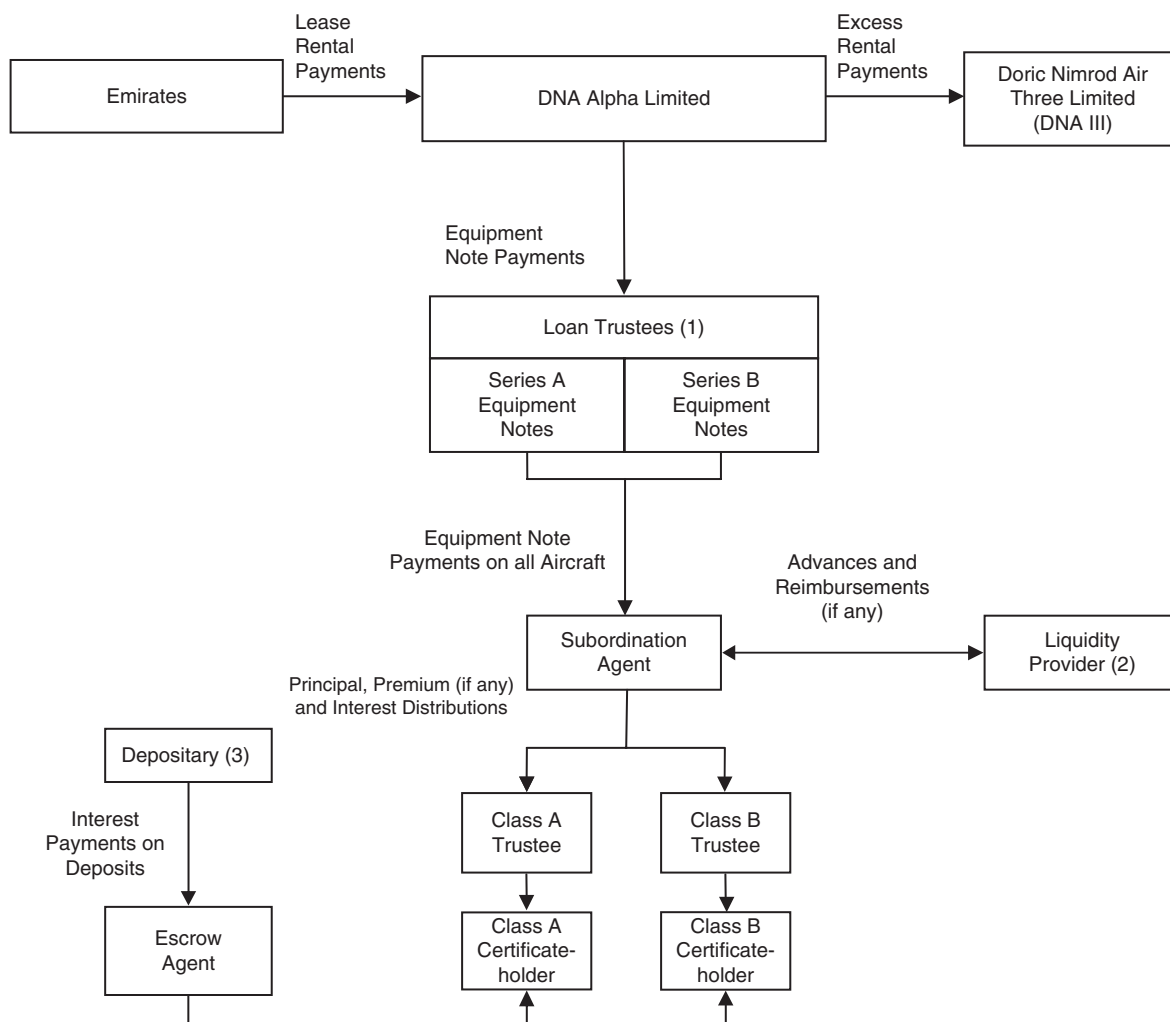 Lease
Rental
Payments
Excess
Rental
Payments
Emirates
DNA Alpha Limited
Doric Nimrod Air
Three Limited
(DNA III)
Equipment
Note Payments
Loan Trustees (1)
Series A
Equipment
Notes
Series B
Equipment
Notes
Equipment Note
Payments on all Aircraft
Advances and
Reimbursements
(if any)
Subordination
Agent
Liquidity
Provider (2)
Principal, Premium (if any)
and Interest Distributions
Depositary (3)
Interest
Payments on
Deposits
Class A
Trustee
Class B
Trustee
Escrow
Agent
Class A
Certificate-
holder
Class B
Certificate-
holder